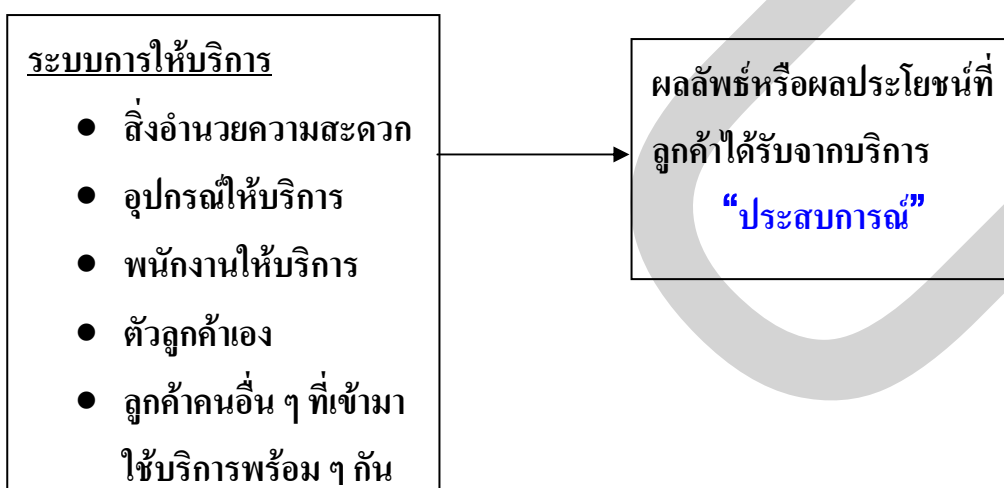 ระบบการให้บริการ
● สิ่งอำนวยความสะดวก
● อุปกรณ์ให้บริการ
● พนักงานให้บริการ
● ตัวลูกค้าเอง
● ลูกค้าคนอื่น ๆ ที่เข้ามา
ใช้บริการพร้อม ๆ กัน
ผลลัพธ์หรือผลประโยชน์ที่
ลูกค้าได้รับจากบริการ
“ประสบการณ์”